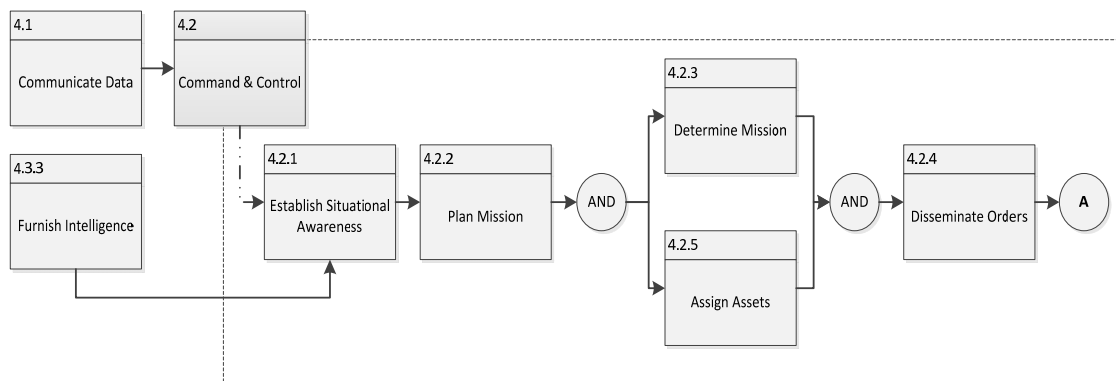 4.1
Communicate Data
4.2
Command & Control
4.3.3
Furnish Intelligence
4.2.1
Establish Situational
Awareness
4.2.2
Plan Mission
AND
4.2.3
Determine Mission
4.2.5
Assign Assets
AND
4.2.4
Disseminate Orders
A